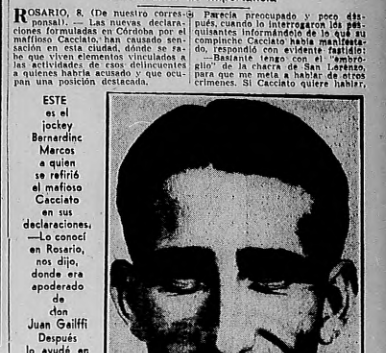 ROSARIO, 8. (De nuestro corres-
ponsal). — Las nuevas declara-
ciones formuladas en Córdoba por el
maffioso Cacciato, han causado sen-
sación en esta ciudad, donde se sa-
be que viven elementos vinculados a
las actividades de esos delincuentes
a quienes habría acusado y que ocu-
pan una posición destacada.
Parecía preocupado y poco des-
pués, cuando lo interrogaron los pes-
quisantes informándole de lo que su
compinche Cacciato había manifesta-
do, respondió con evidente fastidio:
—Bastante tengo con el "embro-
glio" de la chacra de San Lorenzo,
para que me meta a hablar de otros
crímenes. Si Cacciato quiere hablar,
ESTE
es el
jockey
Bernardino
Marcos
a quien
se refirió
el mafioso
Cacciato
en sus
declaraciones.
—Lo conocí
en Rosario,
nos dijo,
donde era
apoderado
de
don
Juan Gaiffi
Después
lo ayudé en